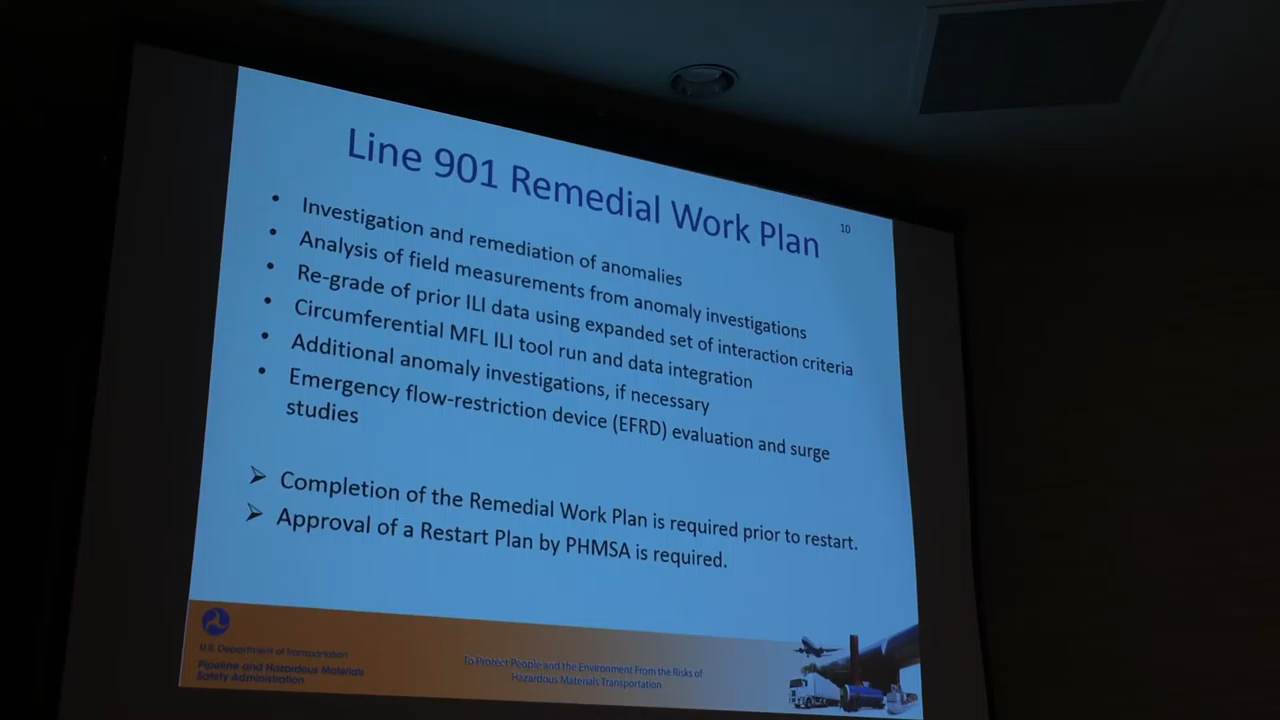 Line 901 Remedial Work Plan
10
• Investigation and remediation of anomalies
• Analysis of field measurements from anomaly investigations
• Re-grade of prior ILI data using expanded set of interaction criteria
• Circumferential MFL ILI tool run and data integration
• Additional anomaly investigations, if necessary
• Emergency flow-restriction device (EFRD) evaluation and surge
studies
➢ Completion of the Remedial Work Plan is required prior to restart.
➢ Approval of a Restart Plan by PHMSA is required.
U.S. Department of Transportation
Pipeline and Hazardous Materials
Safety Administration
To Protect People and the Environment From the Risks of
Hazardous Materials Transportation